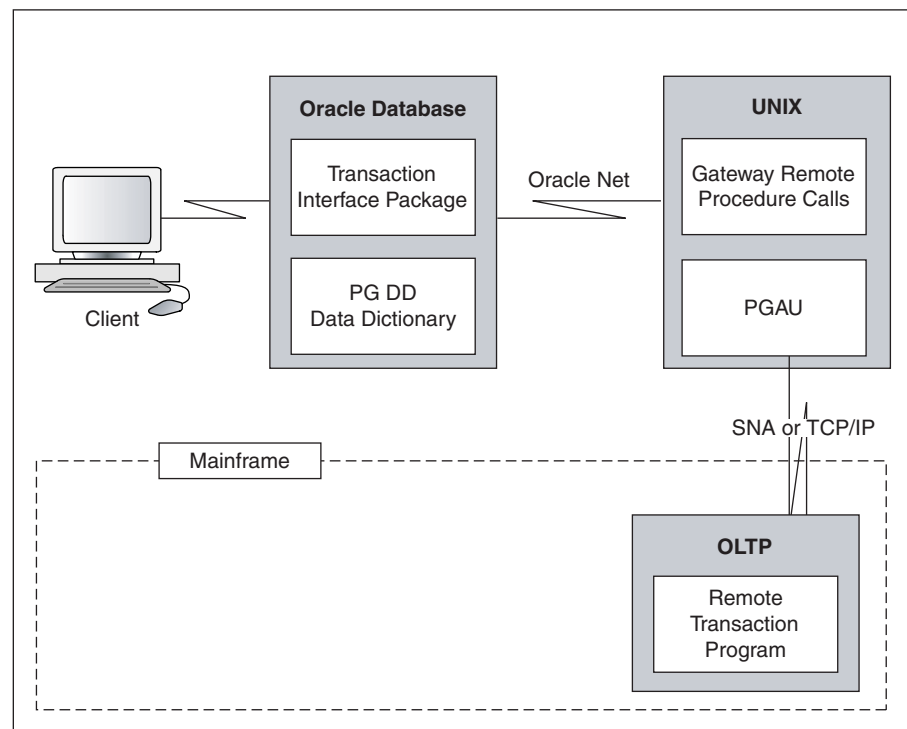 Oracle Database
Transaction
Interface Package
PG DD
Data Dictionary
Client
Oracle Net
UNIX
Gateway Remote
Procedure Calls
PGAU
SNA or TCP/IP
Mainframe
OLTP
Remote
Transaction
Program